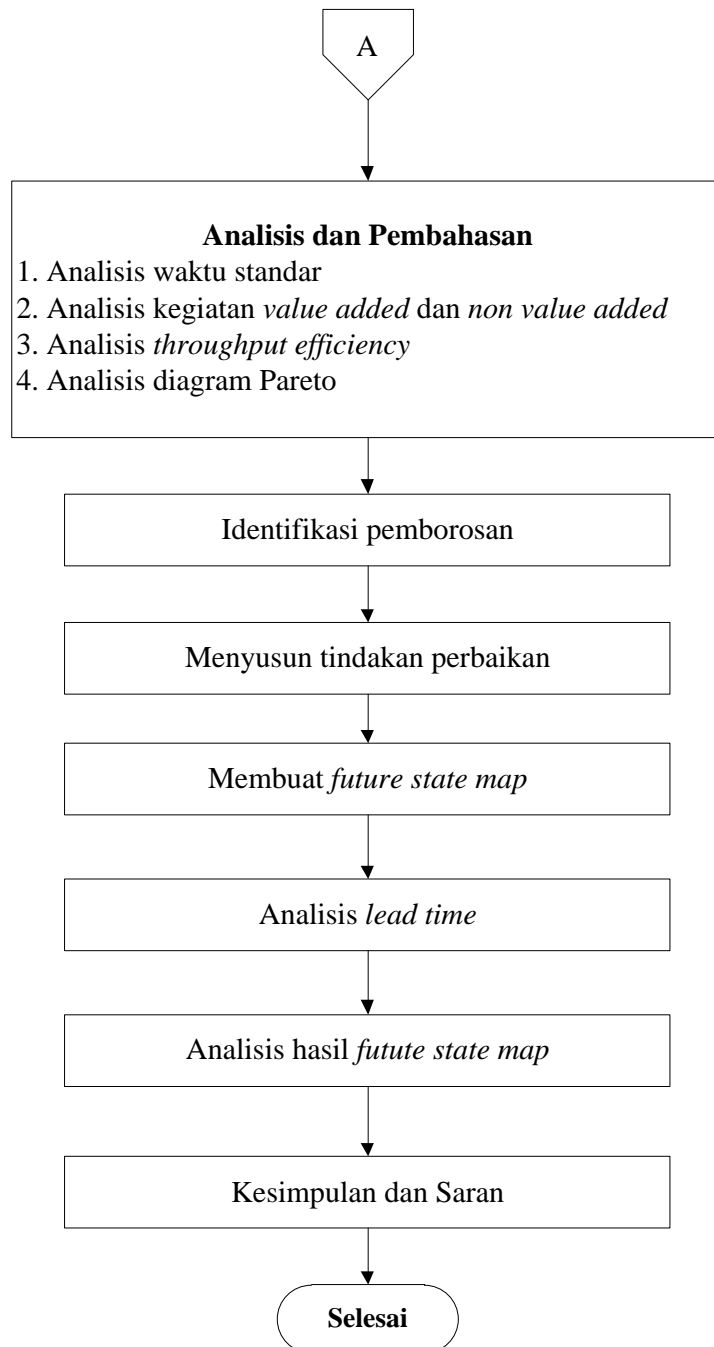 A
Analisis dan Pembahasan
1. Analisis waktu standar
2. Analisis kegiatan value added dan non value added
3. Analisis throughput efficiency
4. Analisis diagram Pareto
Identifikasi pemborosan
Menyusun tindakan perbaikan
Membuat future state map
Analisis lead time
Analisis hasil futute state map
Kesimpulan dan Saran
Selesai